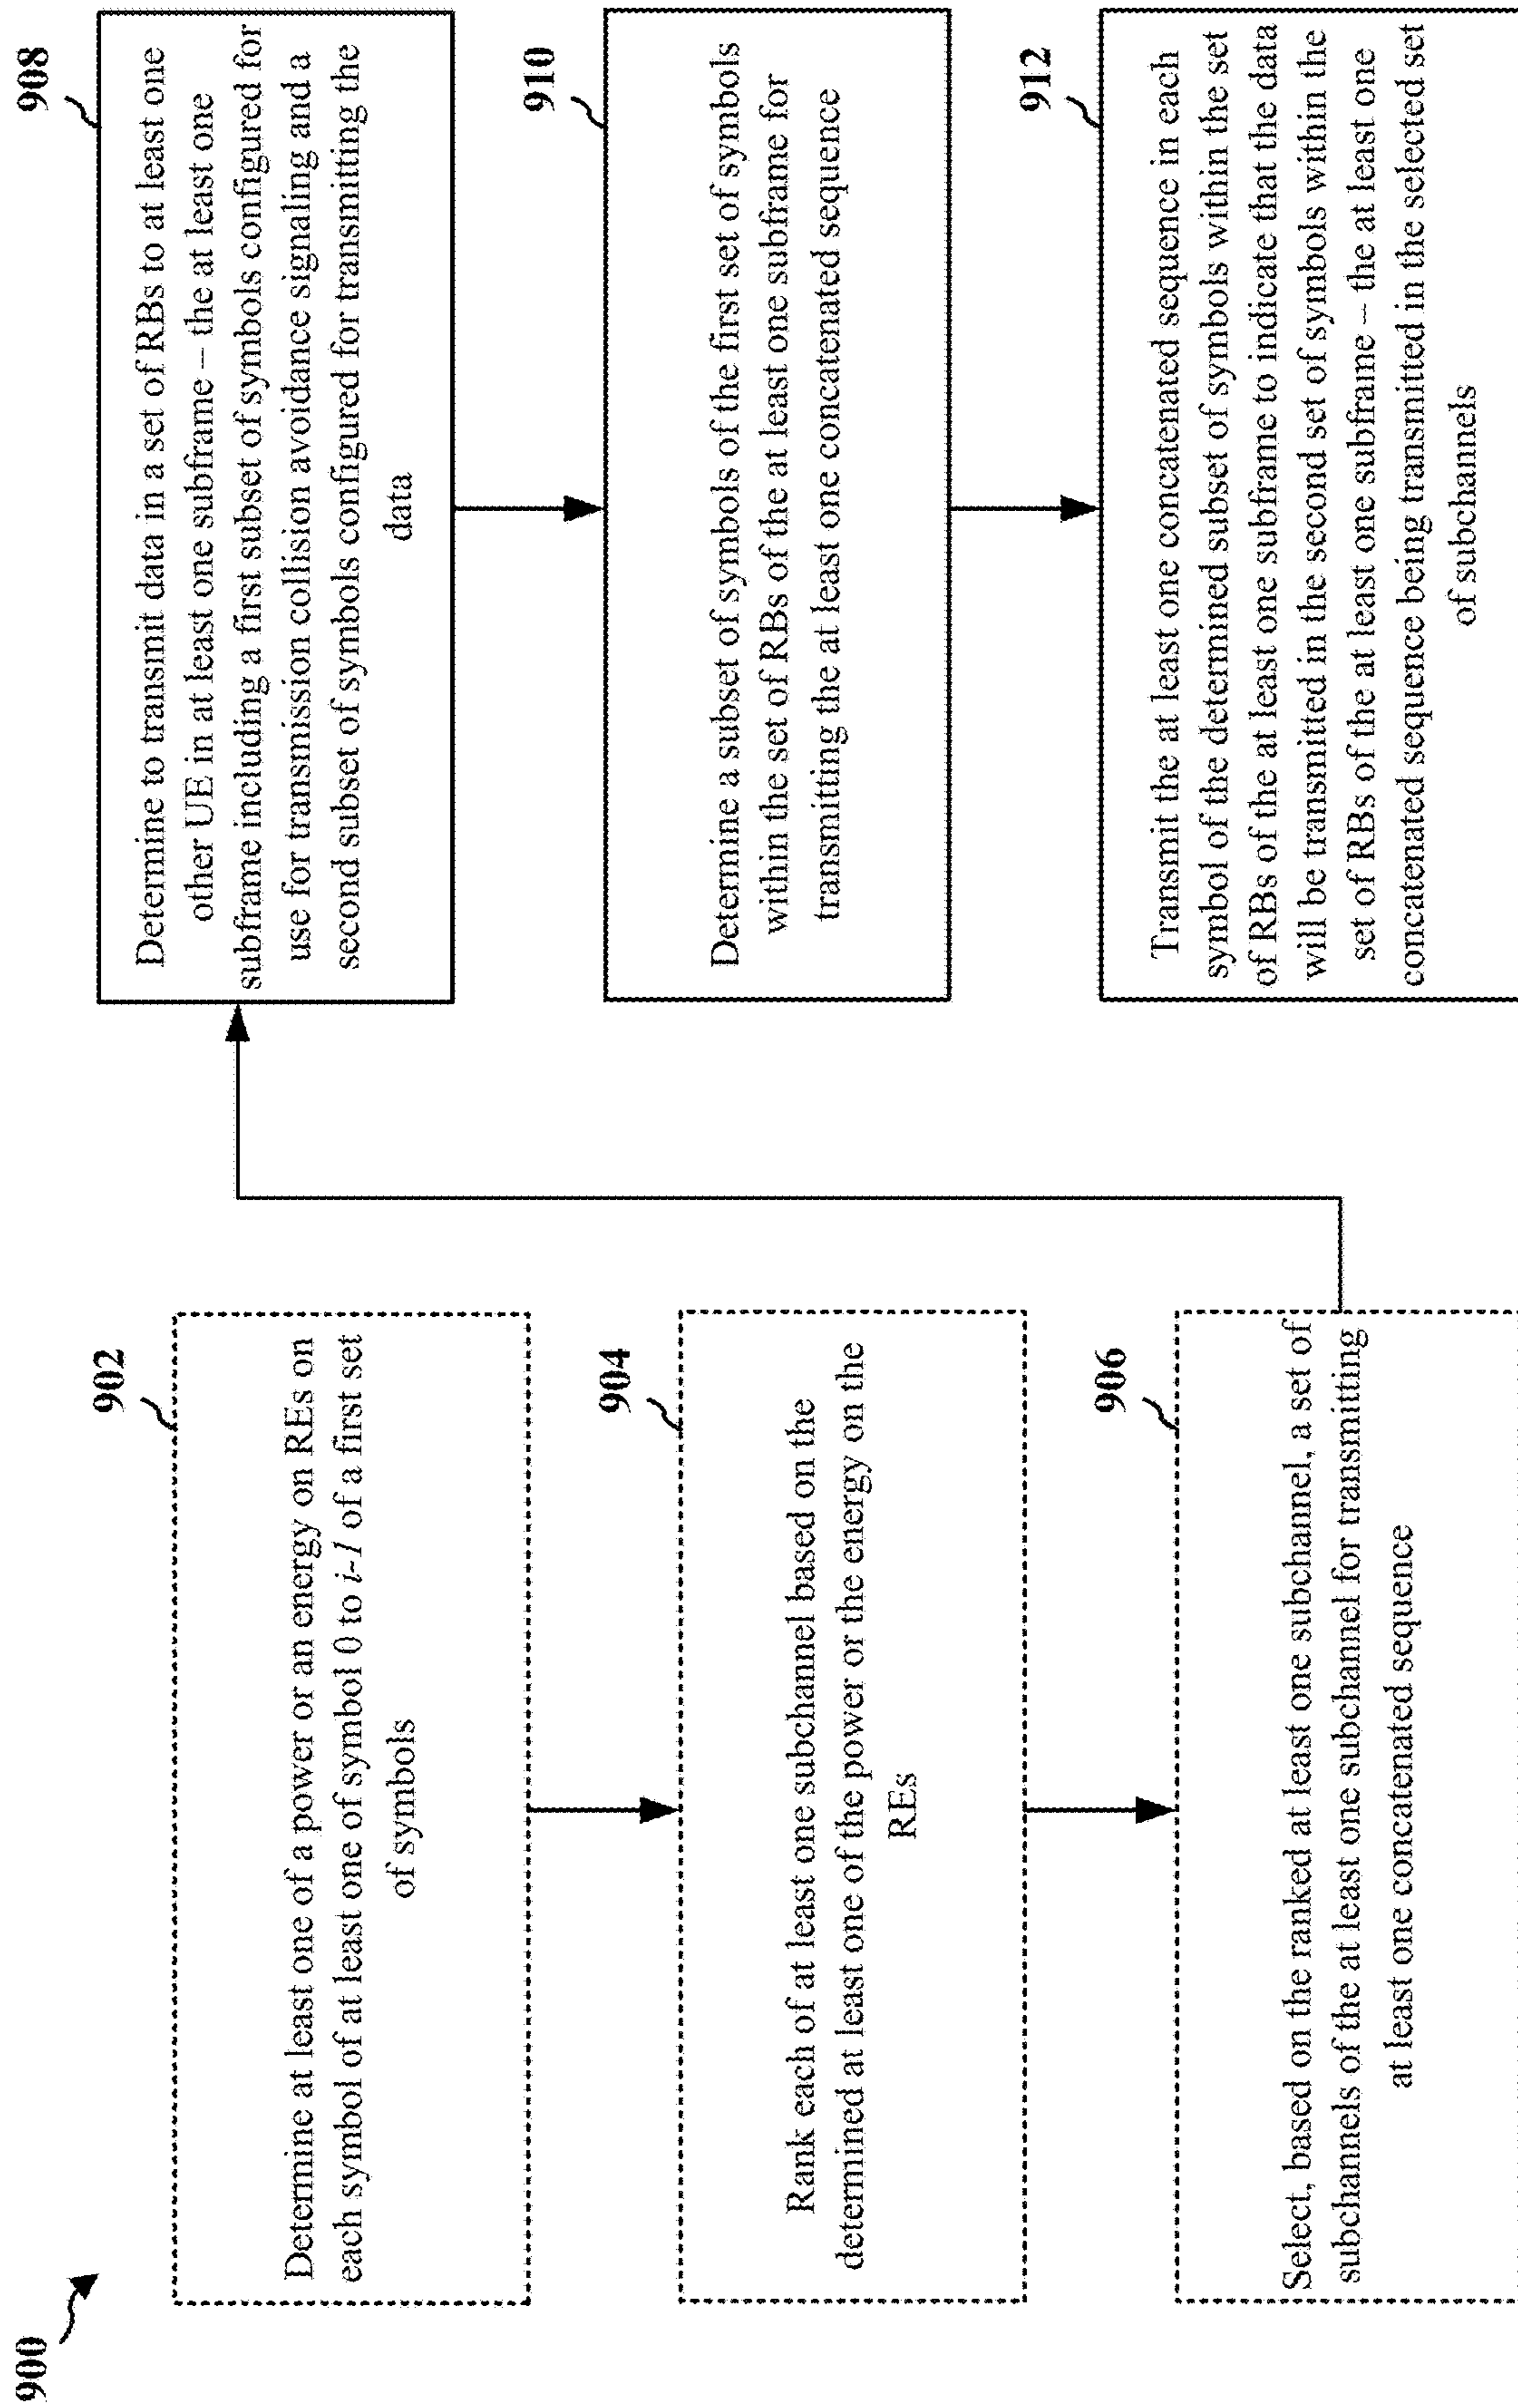 900
902
Determine at least one of a power or an energy on REs on
each symbol of at least one of symbol 0 to i-1 of a first set
of symbols
904
Rank each of at least one subchannel based on the
determined at least one of the power or the energy on the
REs
906
Select, based on the ranked at least one subchannel, a set of
subchannels of the at least one subchannel for transmitting
at least one concatenated sequence
908
Determine to transmit data in a set of RBs to at least one
other UE in at least one subframe – the at least one
subframe including a first subset of symbols configured for
use for transmission collision avoidance signaling and a
second subset of symbols configured for transmitting the
data
910
Determine a subset of symbols of the first set of symbols
within the set of RBs of the at least one subframe for
transmitting the at least one concatenated sequence
912
Transmit the at least one concatenated sequence in each
symbol of the determined subset of symbols within the set
of RBs of the at least one subframe to indicate that the data
will be transmitted in the second set of symbols within the
set of RBs of the at least one subframe – the at least one
concatenated sequence being transmitted in the selected set
of subchannels